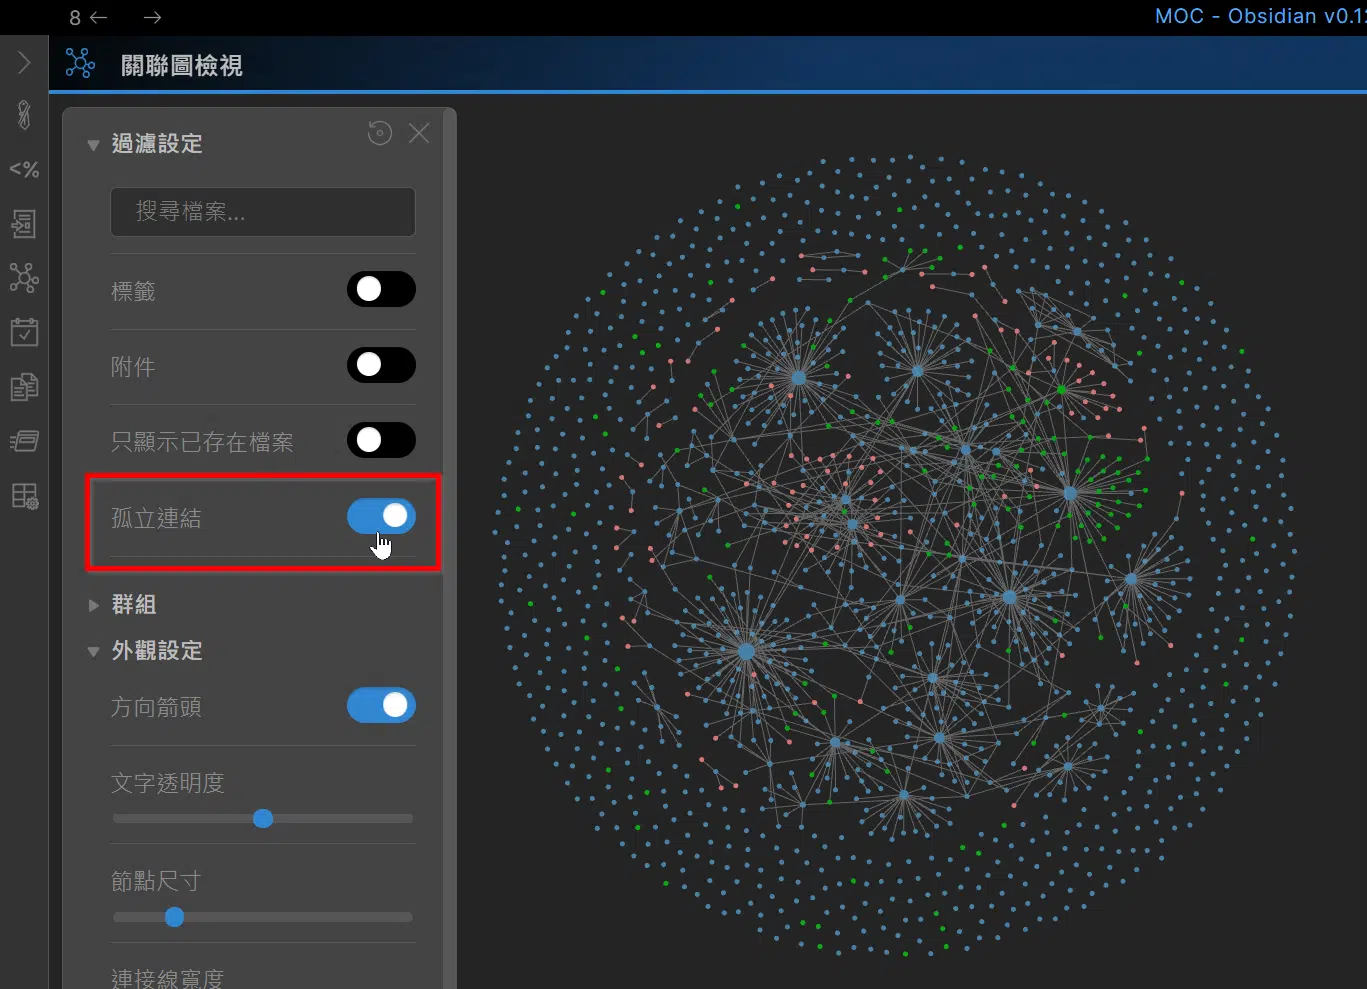 8
MOC - Obsidian v0.12
關聯圖檢視
過濾設定
<%
搜尋檔案...
標籤
附件
只顯示已存在檔案
孤立連結
群組
外觀設定
方向箭頭
文字透明度
節點尺寸
連接線寬度